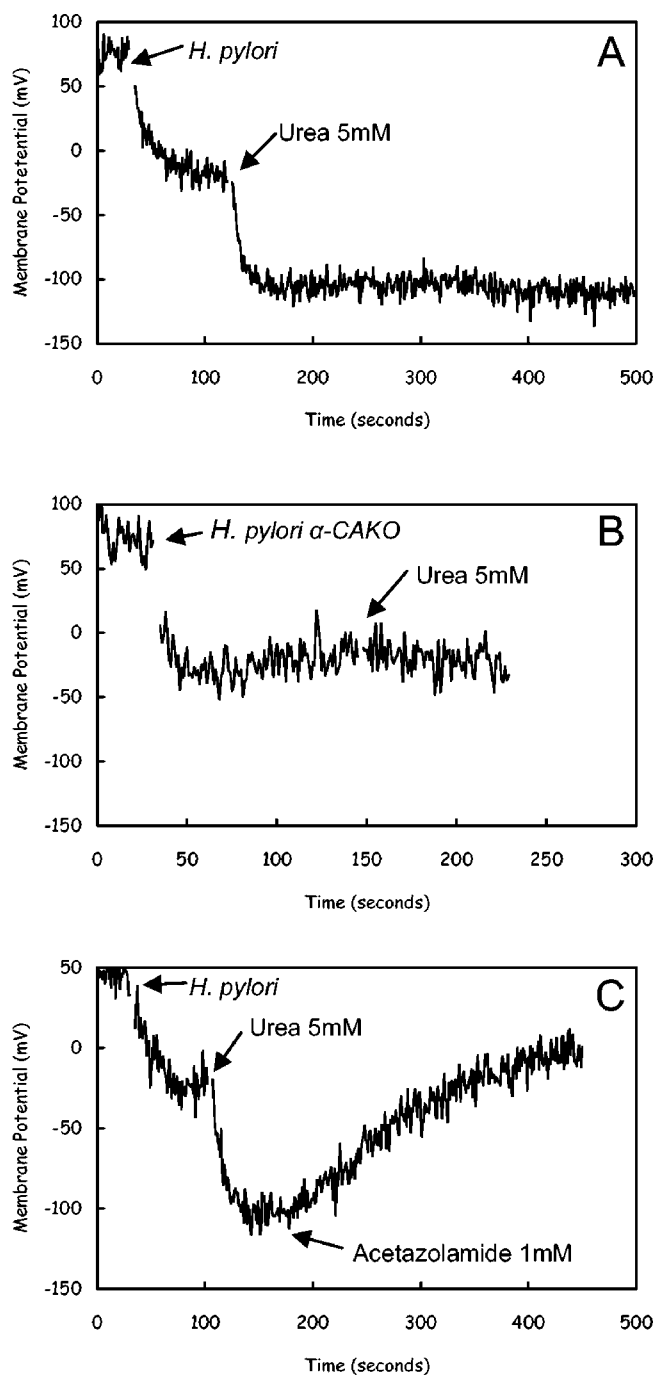 100
50
0
-50
-100
-150
Membrane Potetential (mV)
H. pylori
Urea 5mM
A
0
100
200
300
400
500
Time (seconds)
100
50
0
-50
-100
-150
Membrane Potential (mV)
H. pylori α-CAKO
Urea 5mM
B
0
50
100
150
200
250
300
Time (seconds)
50
0
-50
-100
-150
Membrane Potential (mV)
H. pylori
Urea 5mM
C
Acetazolamide 1mM
0
100
200
300
400
500
Time (seconds)